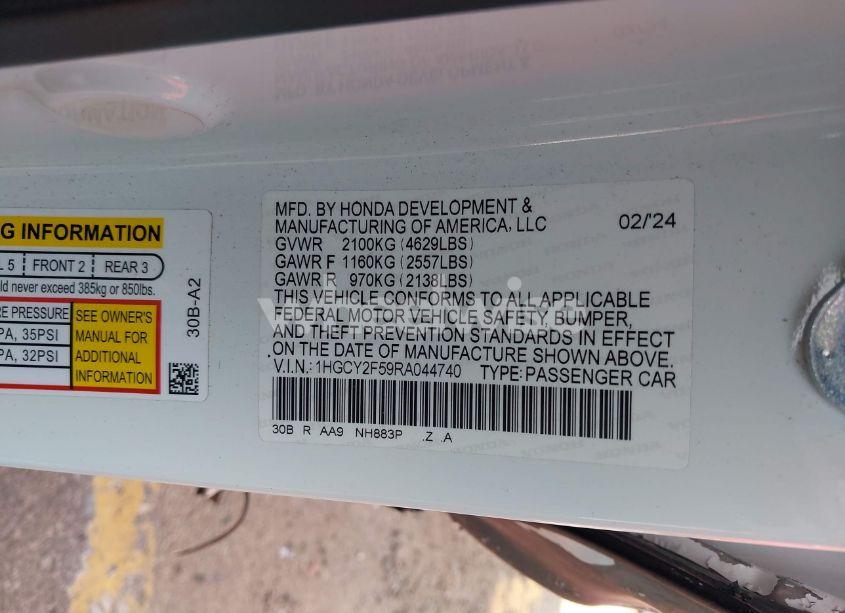 G INFORMATION
L 5 FRONT 2 REAR 3
ld never exceed 385kg or 850lbs.
RE PRESSURE
PA, 35PSI
PA, 32PSI
SEE OWNER'S
MANUAL FOR
ADDITIONAL
INFORMATION
30B-A2
MFD. BY HONDA DEVELOPMENT &
MANUFACTURING OF AMERICA, LLC 02/'24
GVWR 2100KG (4629LBS)
GAWR F 1160KG (2557LBS)
GAWR R 970KG (2138LBS)
THIS VEHICLE CONFORMS TO ALL APPLICABLE
FEDERAL MOTOR VEHICLE SAFETY, BUMPER,
AND THEFT PREVENTION STANDARDS IN EFFECT
ON THE DATE OF MANUFACTURE SHOWN ABOVE.
V.I.N.: 1HGCY2F59RA044740 TYPE: PASSENGER CAR
30B R AA9 NH883P .Z .A